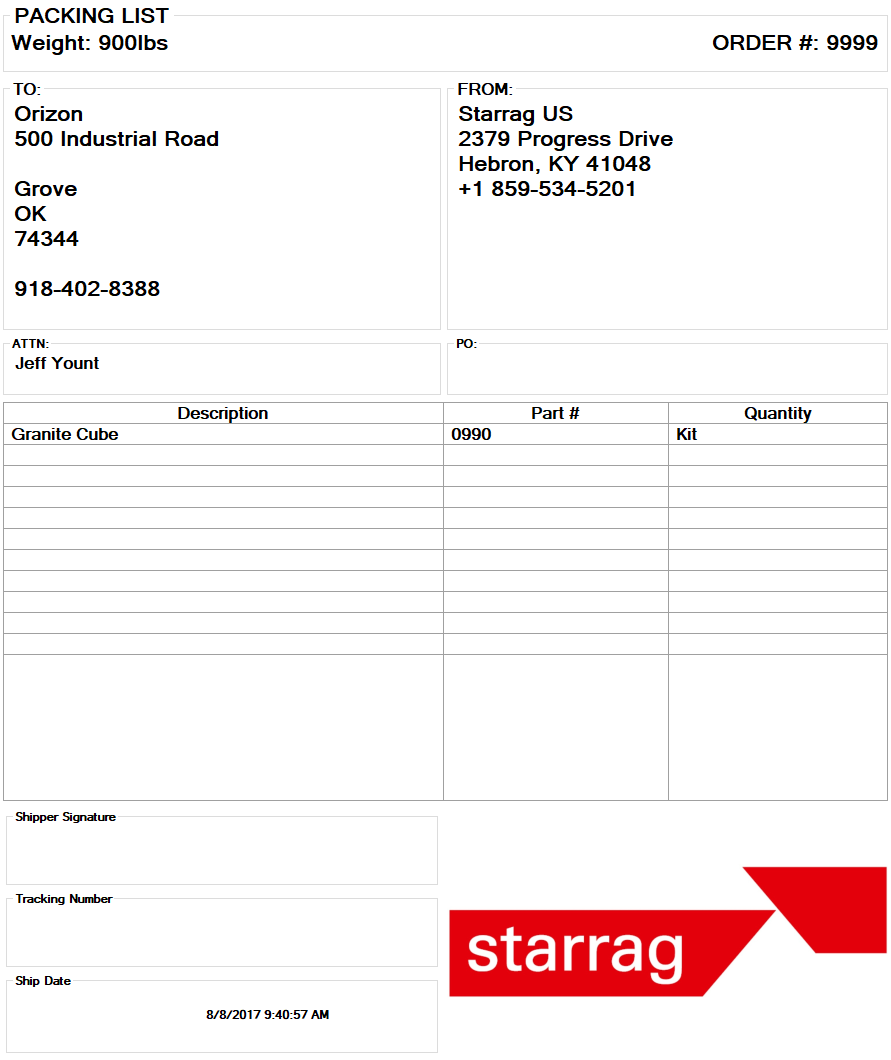 PACKING LIST
Weight: 900lbs
ORDER #: 9999
TO:
Orizon
500 Industrial Road
Grove
OK
74344
918-402-8388
FROM:
Starrag US
2379 Progress Drive
Hebron, KY 41048
+1 859-534-5201
ATTN:
Jeff Yount
PO:
Description Part # Quantity
Granite Cube 0990 Kit
Shipper Signature
Tracking Number
Ship Date
8/8/2017 9:40:57 AM
starrag